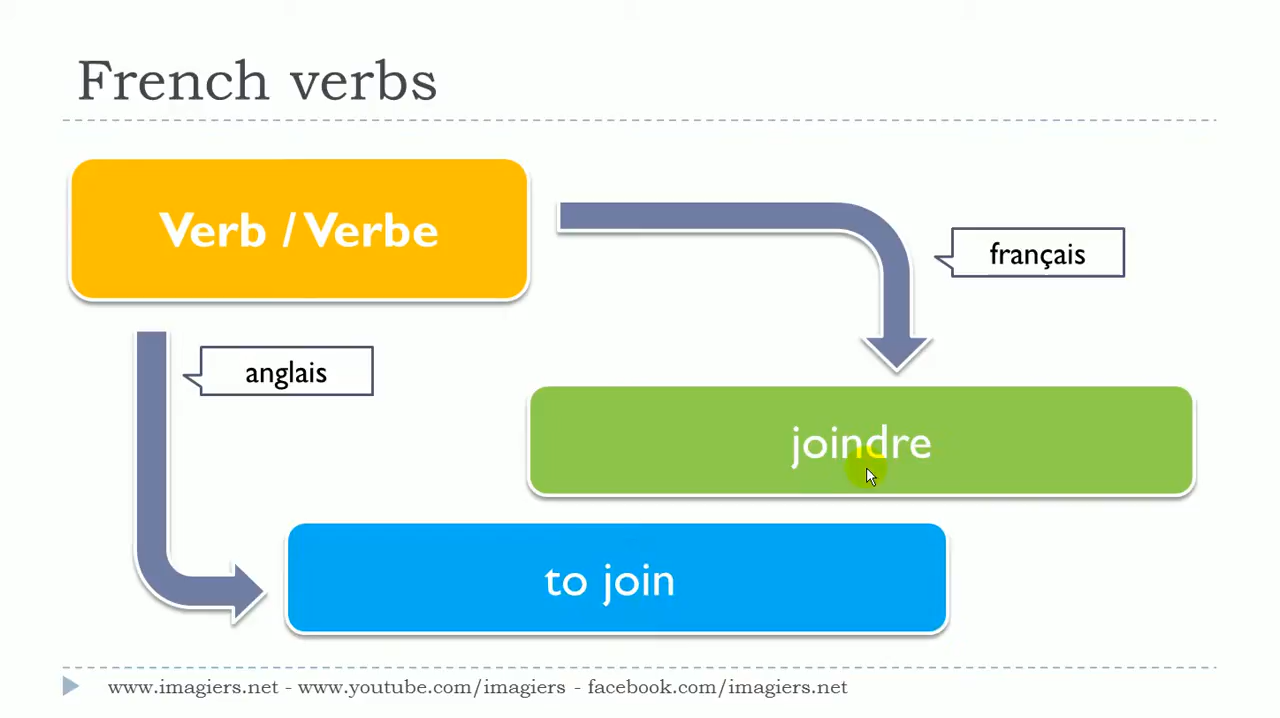 French verbs
Verb / Verbe
français
anglais
joindre
to join
www.imagiers.net - www.youtube.com/imagiers - facebook.com/imagiers.net